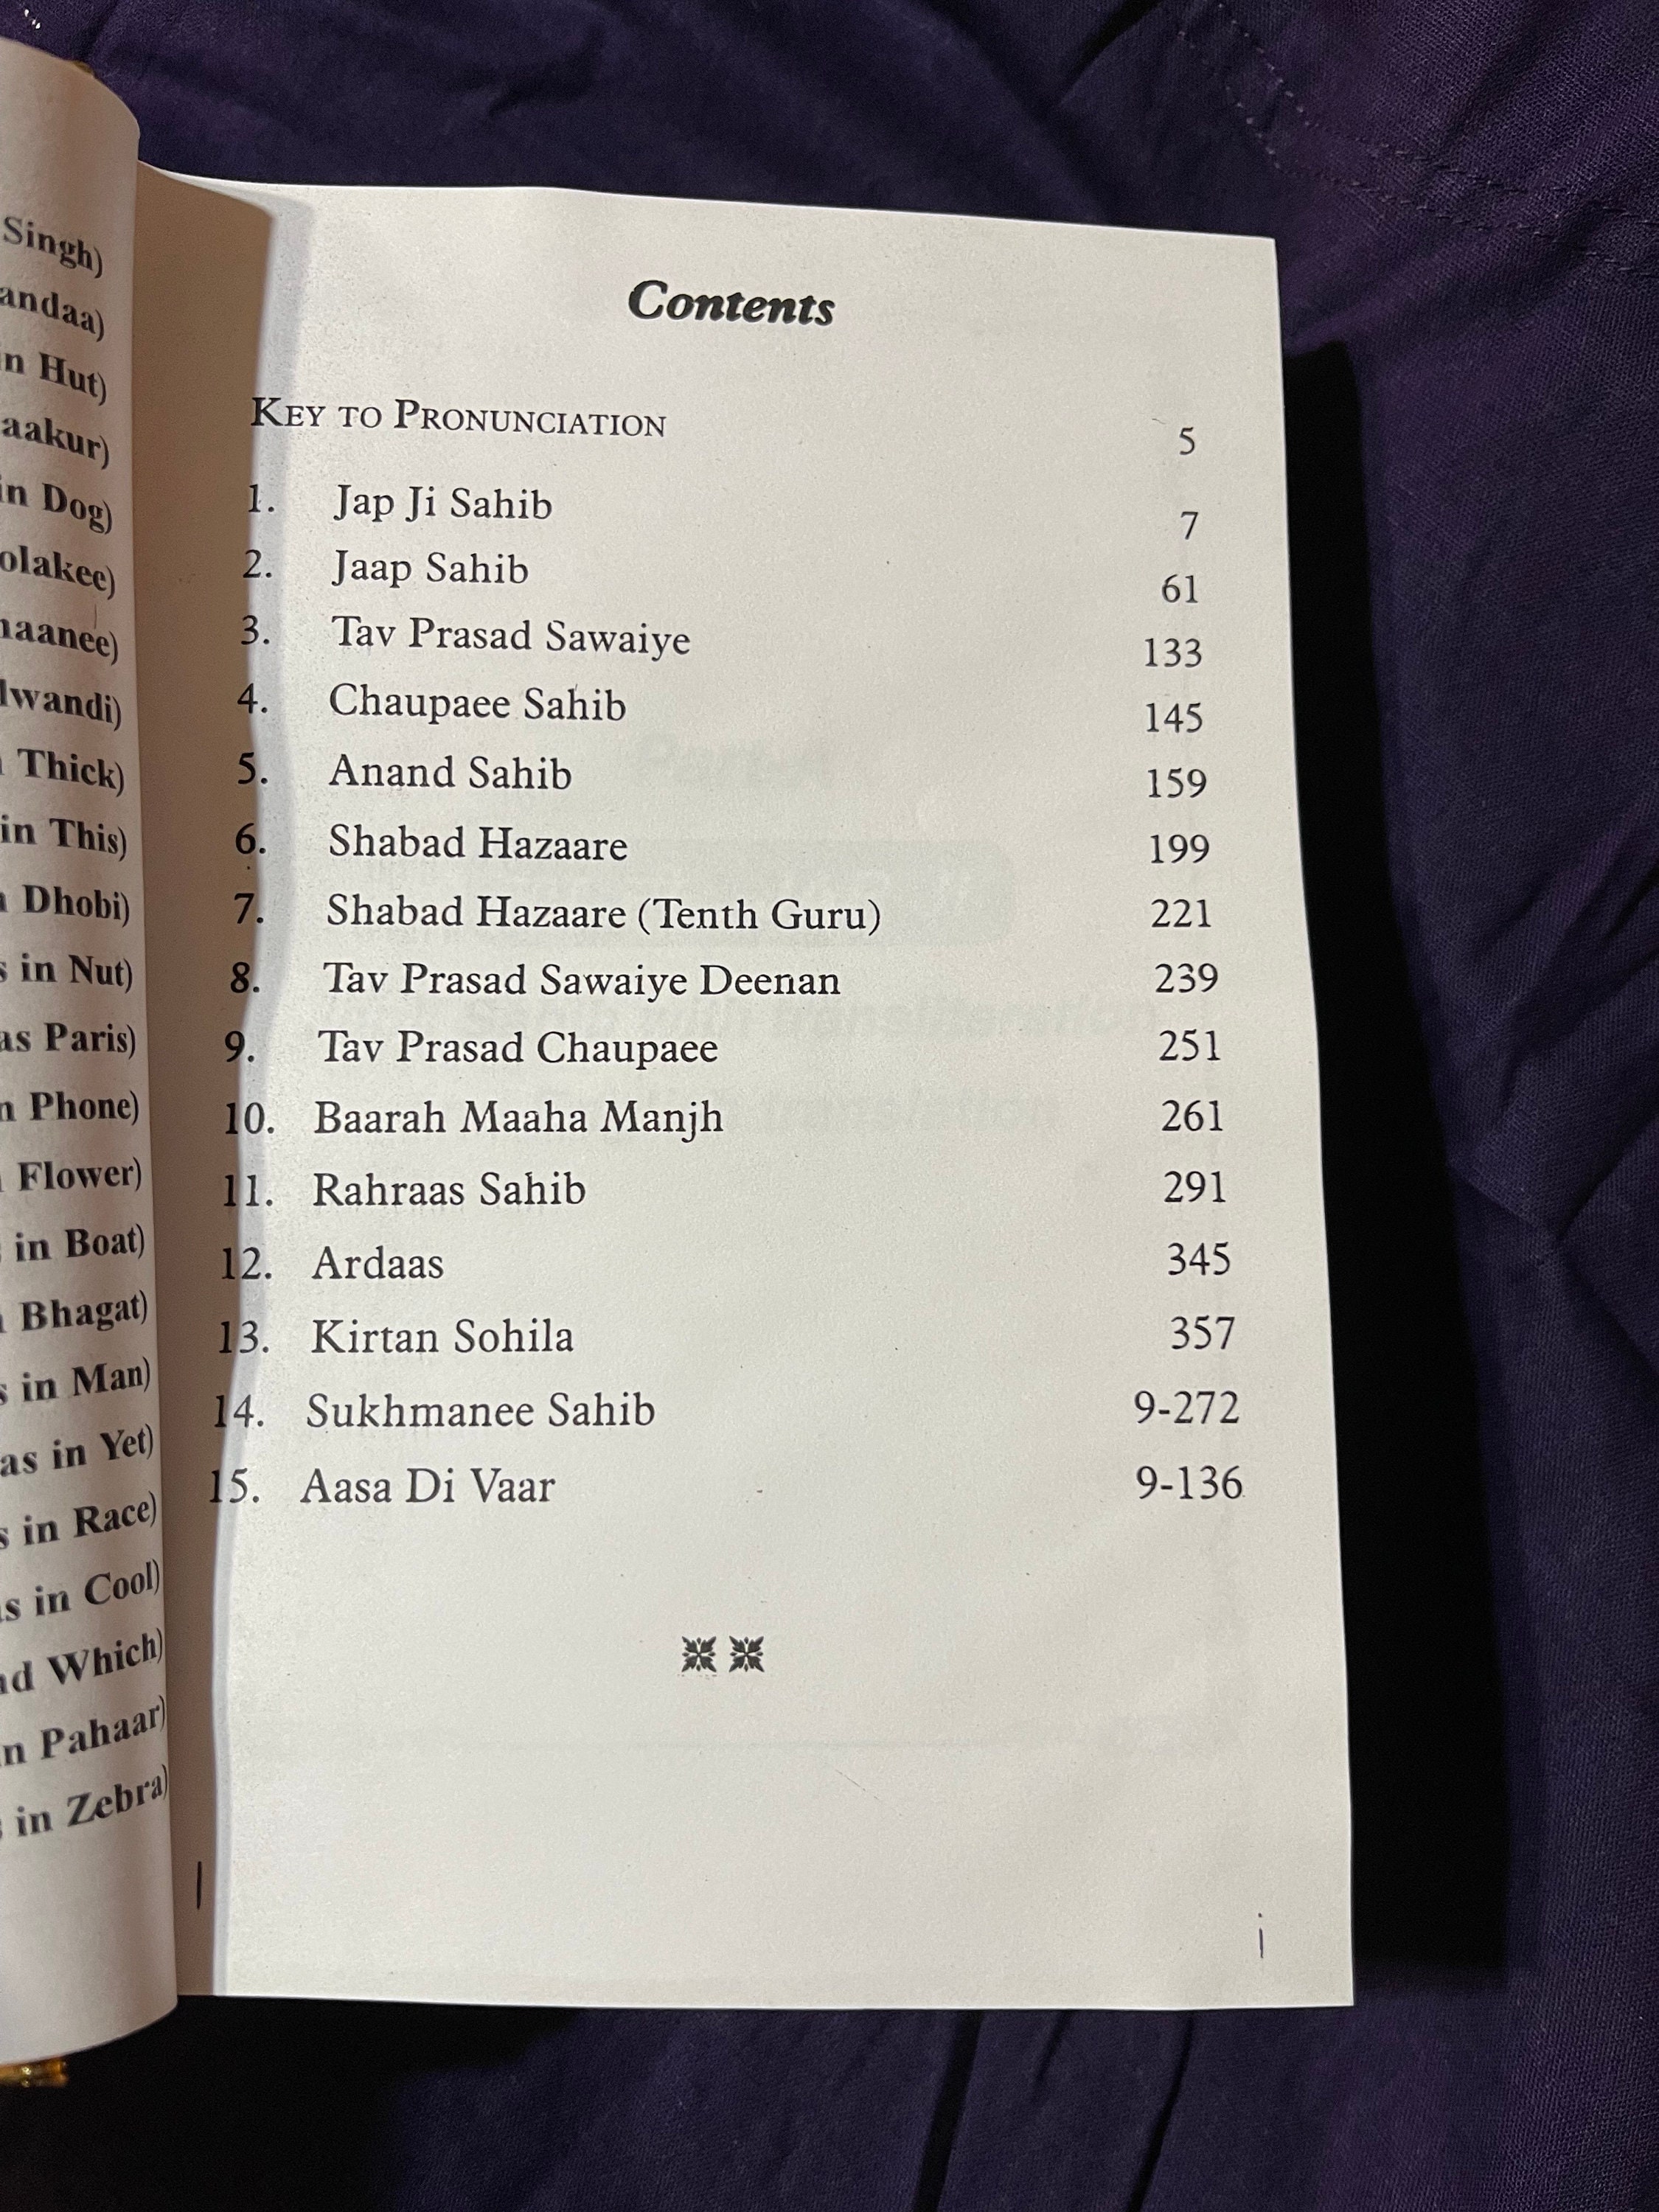 Singh)
andaa)
n Hut)
aakur)
in Dog)
olakee)
naanee)
lwandi)
Thick)
in This)
Dhobi)
s in Nut)
as Paris)
n Phone)
Flower)
in Boat)
Bhagat)
s in Man)
as in Yet)
s in Race)
s in Cool)
nd Which)
n Pahaar)
in Zebra)
Contents
KEY TO PRONUNCIATION 5
1. Jap Ji Sahib 7
2. Jaap Sahib 61
3. Tav Prasad Sawaiye 133
4. Chaupaee Sahib 145
5. Anand Sahib 159
6. Shabad Hazaare 199
7. Shabad Hazaare (Tenth Guru) 221
8. Tav Prasad Sawaiye Deenan 239
9. Tav Prasad Chaupaee 251
10. Baarah Maaha Manjh 261
11. Rahraas Sahib 291
12. Ardaas 345
13. Kirtan Sohila 357
14. Sukhmanee Sahib 9-272
15. Aasa Di Vaar 9-136
i